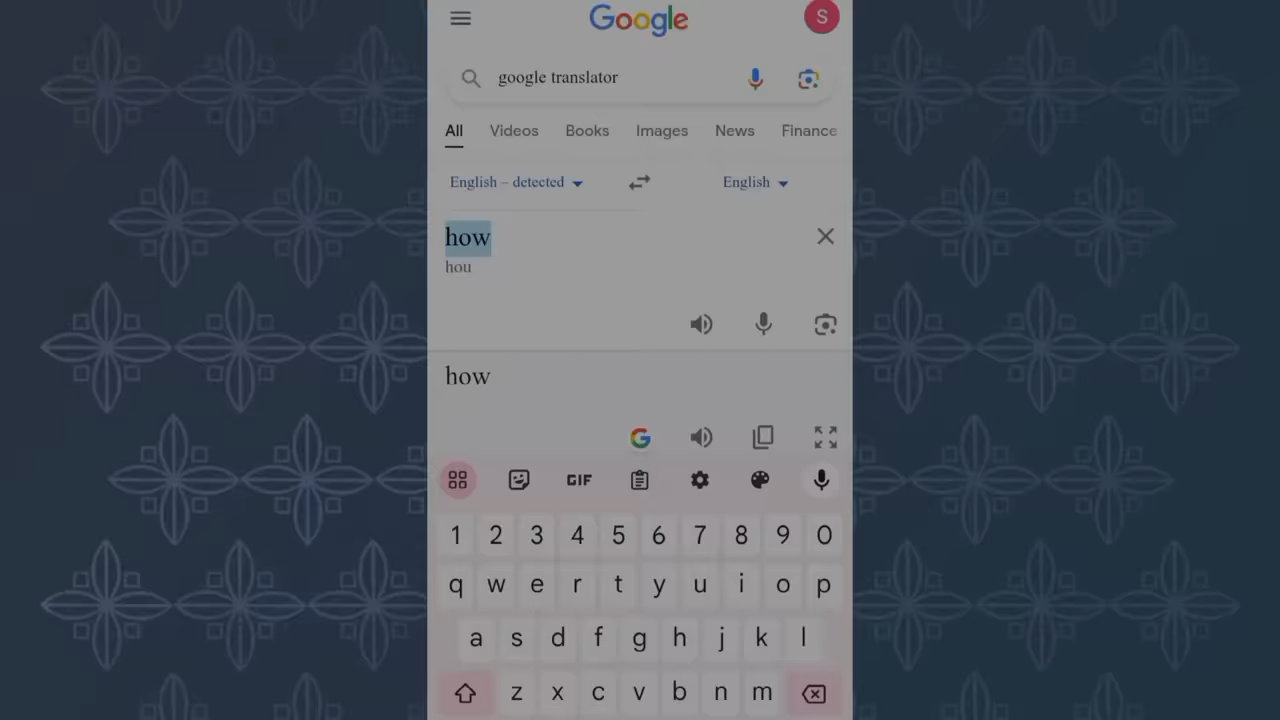 Google
S
google translator
All Videos Books Images News Finance
English – detected English
how
hou
how
G
GIF
1 2 3 4 5 6 7 8 9 0
q w e r t y u i o p
a s d f g h j k l
z x c v b n m